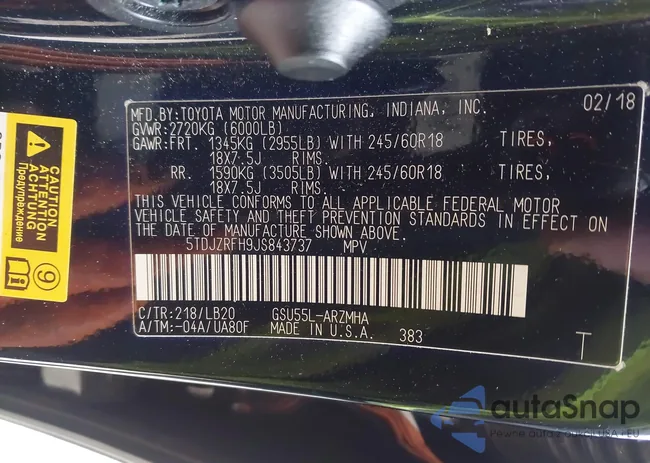 MFD.BY:TOYOTA MOTOR MANUFACTURING, INDIANA, INC. 02/18
GVWR:2720KG (6000LB)
GAWR:FRT. 1345KG (2955LB) WITH 245/60R18 TIRES,
18X7.5J RIMS.
RR. 1590KG (3505LB) WITH 245/60R18 TIRES,
18X7.5J RIMS.
THIS VEHICLE CONFORMS TO ALL APPLICABLE FEDERAL MOTOR
VEHICLE SAFETY AND THEFT PREVENTION STANDARDS IN EFFECT ON
THE DATE OF MANUFACTURE SHOWN ABOVE.
5TDJZRFH9JS843737 MPV
C/TR:218/LB20 GSU55L-ARZMHA
A/TM:-04A/UA80F MADE IN U.S.A. 383
T
CAUTION
ATTENTION
ACHTUNG
Предупреждение
9
autoSnap